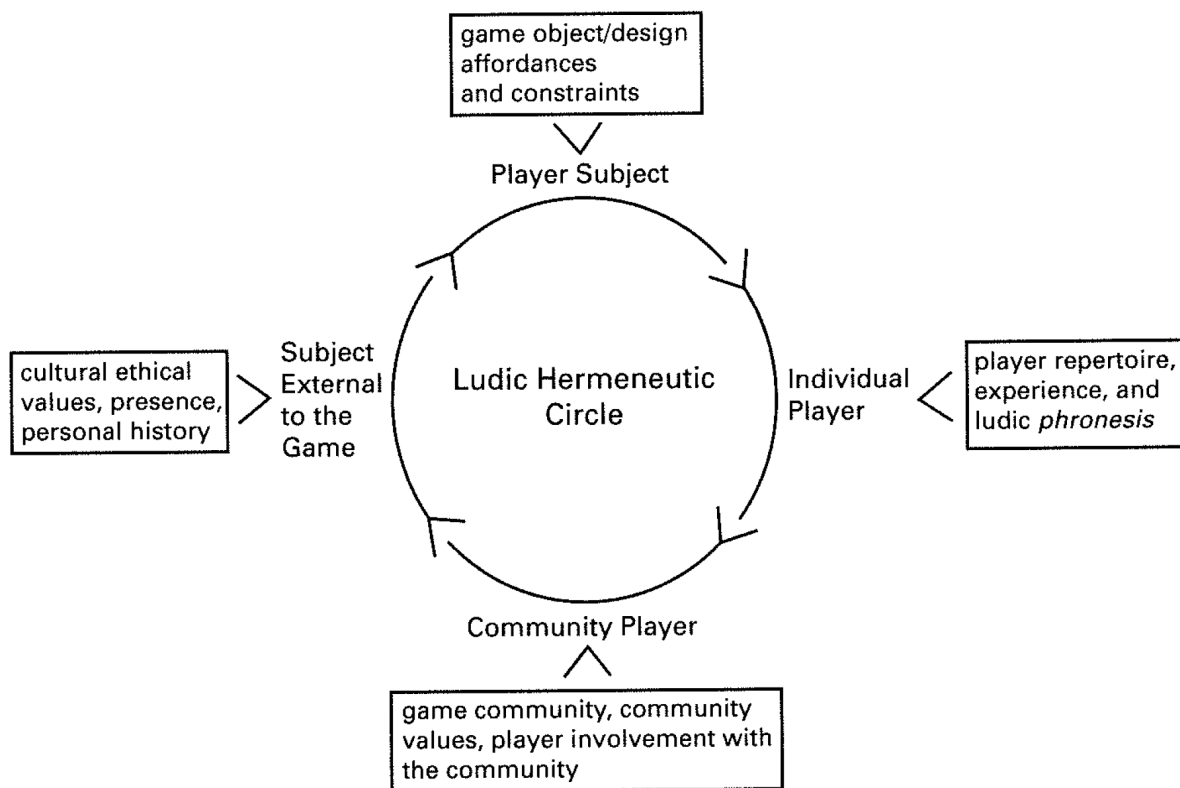 game object/design
affordances
and constraints
Player Subject
Subject
External
to the
Game
cultural ethical
values, presence,
personal history
Ludic Hermeneutic
Circle
Individual
Player
player repertoire,
experience, and
ludic phronesis
Community Player
game community, community
values, player involvement with
the community